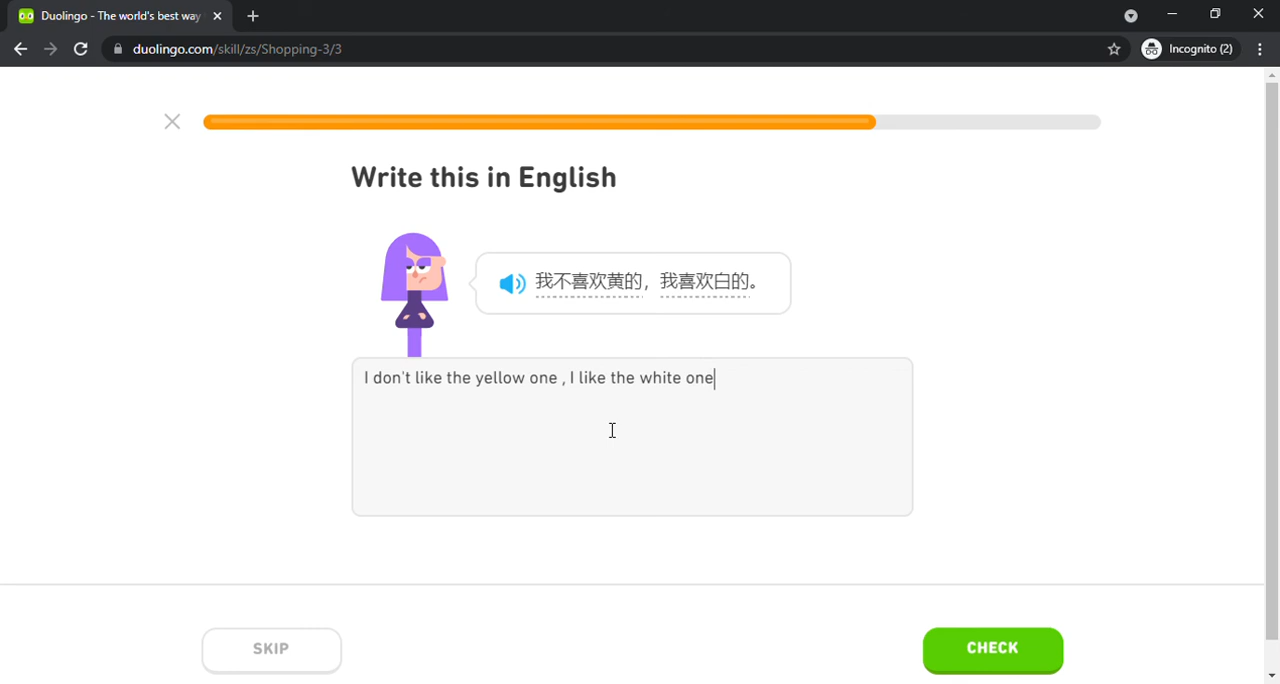 Duolingo - The world's best way
duolingo.com/skill/zs/Shopping-3/3
Incognito (2)
Write this in English
我不喜欢黄的，我喜欢白的。
I don't like the yellow one , I like the white one
SKIP
CHECK